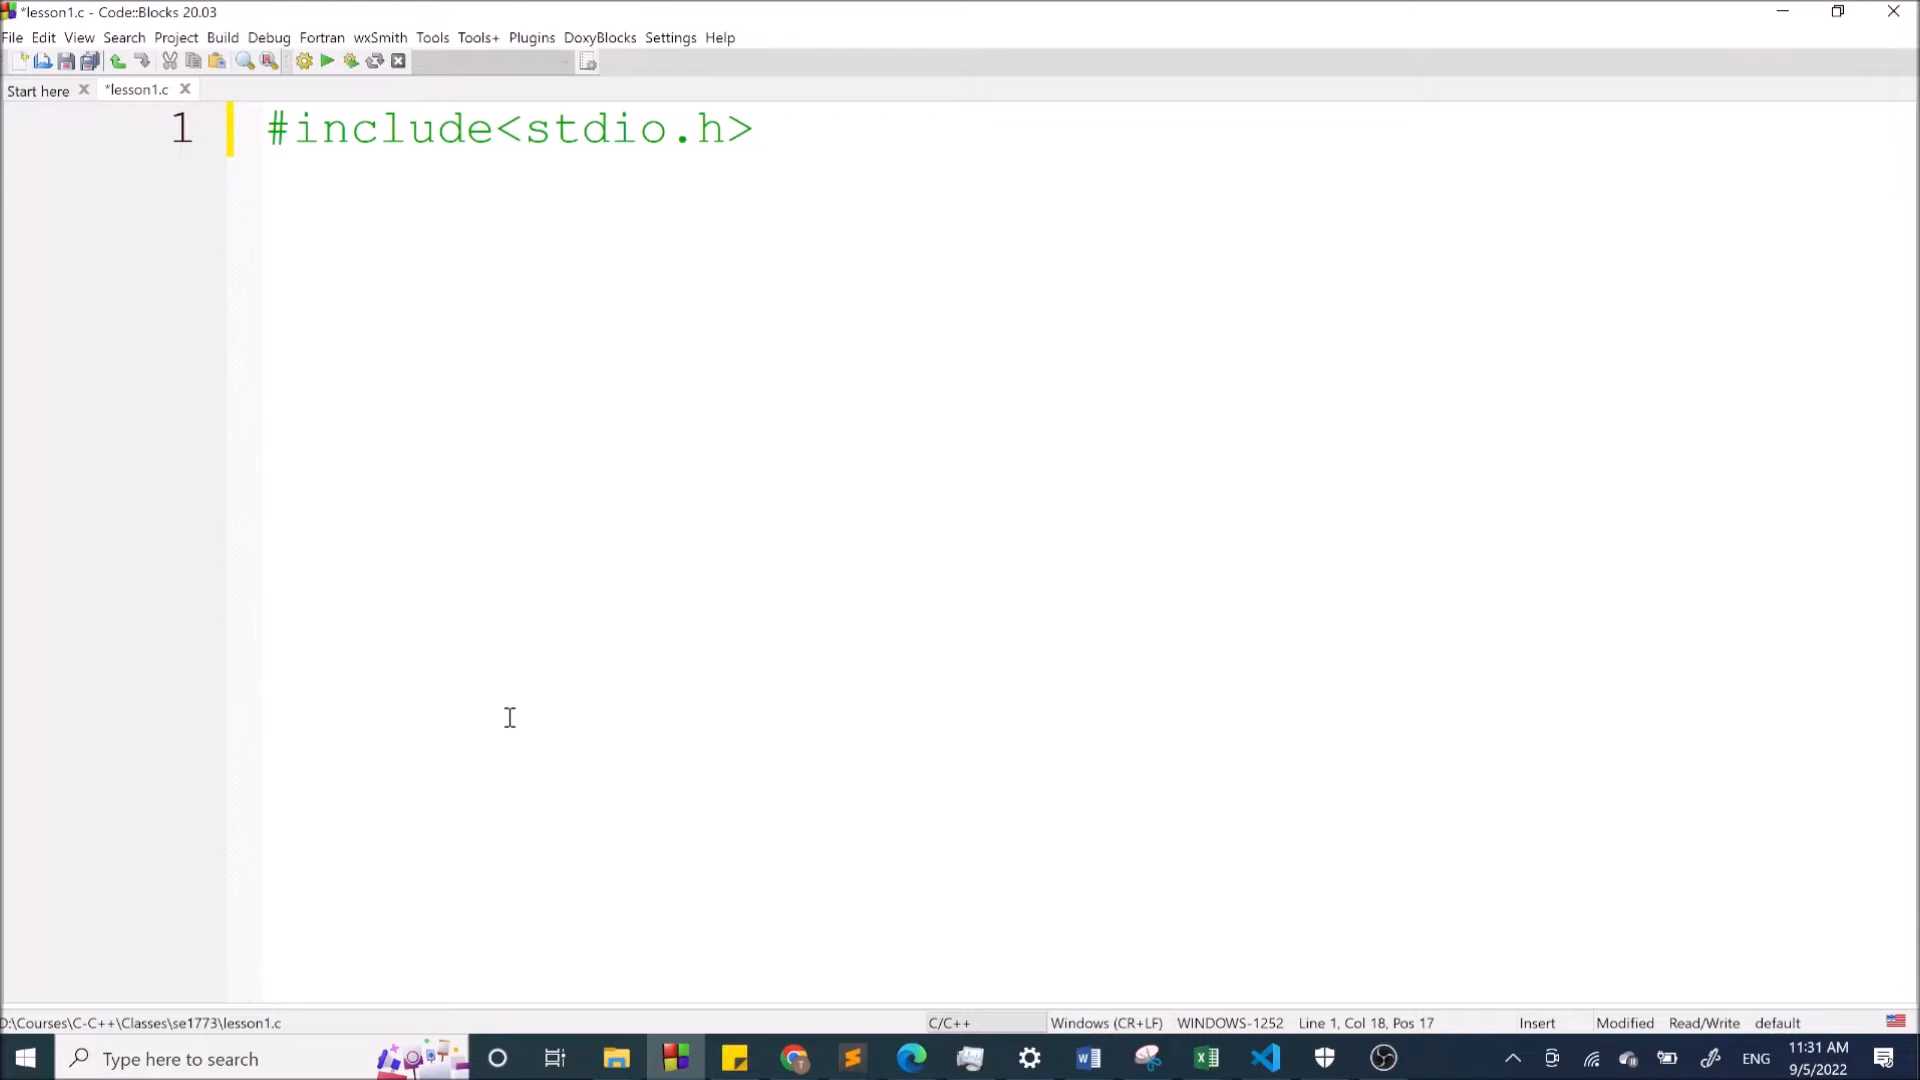 *lesson1.c - Code::Blocks 20.03
File Edit View Search Project Build Debug Fortran wxSmith Tools Tools+ Plugins DoxyBlocks Settings Help
Start here *lesson1.c
1 #include<stdio.h>
D:\Courses\C-C++\Classes\se1773\lesson1.c C/C++ Windows (CR+LF) WINDOWS-1252 Line 1, Col 18, Pos 17 Insert Modified Read/Write default
Type here to search ENG 11:31 AM
9/5/2022